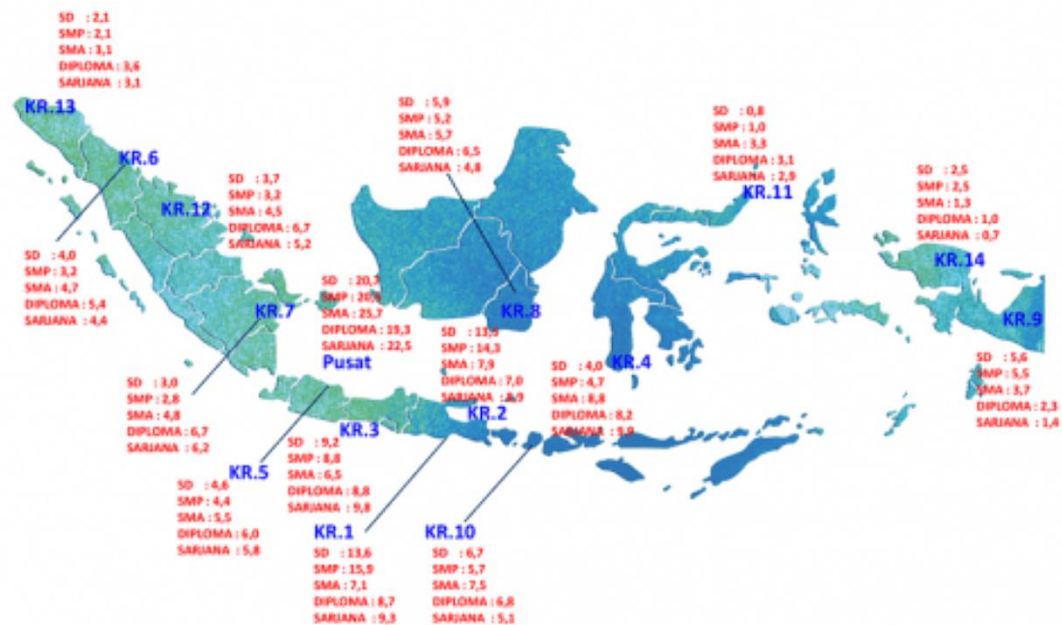 SD : 2,1
SMP : 2,1
SMA : 3,1
DIPLOMA : 3,6
SARJANA : 3,1
KR.13
KR.6
SD : 4,0
SMP : 3,2
SMA : 4,7
DIPLOMA : 5,4
SARJANA : 4,4
KR.12
SD : 3,7
SMP : 3,2
SMA : 4,5
DIPLOMA : 6,7
SARJANA : 5,2
KR.7
SD : 3,0
SMP : 2,8
SMA : 4,8
DIPLOMA : 6,7
SARJANA : 6,2
SD : 20,7
SMP :
SMA : 25,7
DIPLOMA : 19,3
SARJANA : 22,5
Pusat
SD : 5,9
SMP : 5,2
SMA : 5,7
DIPLOMA : 6,5
SARJANA : 4,8
KR.8
SD : 0,8
SMP : 1,0
SMA : 3,3
DIPLOMA : 3,1
SARJANA : 2,9
KR.11
SD : 2,5
SMP : 2,5
SMA : 1,3
DIPLOMA : 1,0
SARJANA : 0,7
KR.14
KR.9
SD : 5,6
SMP : 5,5
SMA : 3,7
DIPLOMA : 2,3
SARJANA : 1,4
SD :
SMP : 14,3
SMA : 7,9
DIPLOMA : 7,0
SARJANA :
KR.2
KR.4
SD : 4,0
SMP : 4,7
SMA : 8,8
DIPLOMA : 8,2
SARJANA :
KR.3
SD : 9,2
SMP : 8,8
SMA : 6,5
DIPLOMA : 8,8
SARJANA : 9,8
KR.5
SD : 4,6
SMP : 4,4
SMA : 5,5
DIPLOMA : 6,0
SARJANA : 5,8
KR.1
SD : 13,6
SMP : 15,9
SMA : 7,1
DIPLOMA : 8,7
SARJANA : 9,3
KR.10
SD : 6,7
SMP : 5,7
SMA : 7,5
DIPLOMA : 6,8
SARJANA : 5,1